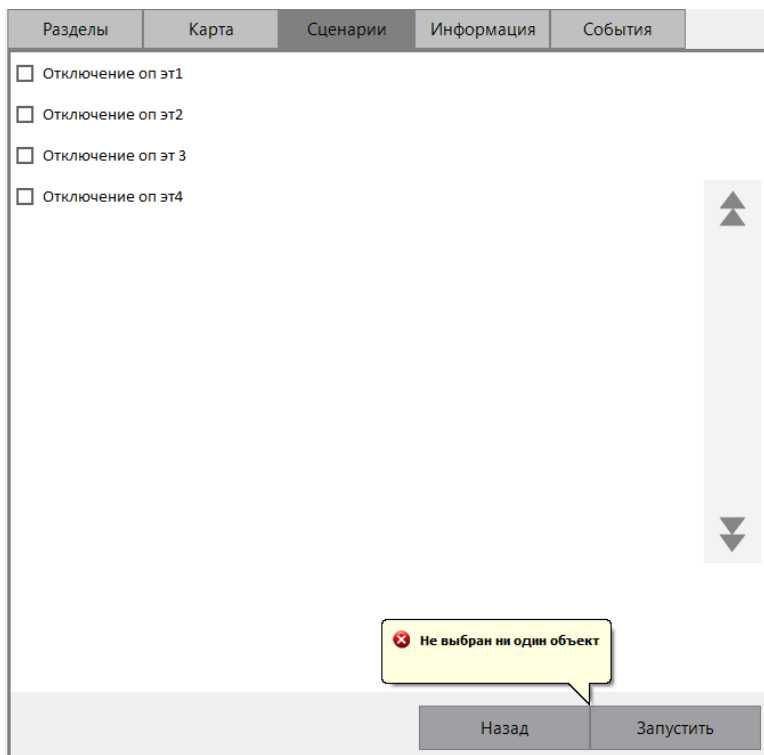 Разделы Карта Сценарии Информация События
Отключение оп эт1
Отключение оп эт2
Отключение оп эт 3
Отключение оп эт4
Не выбран ни один объект
Назад Запустить